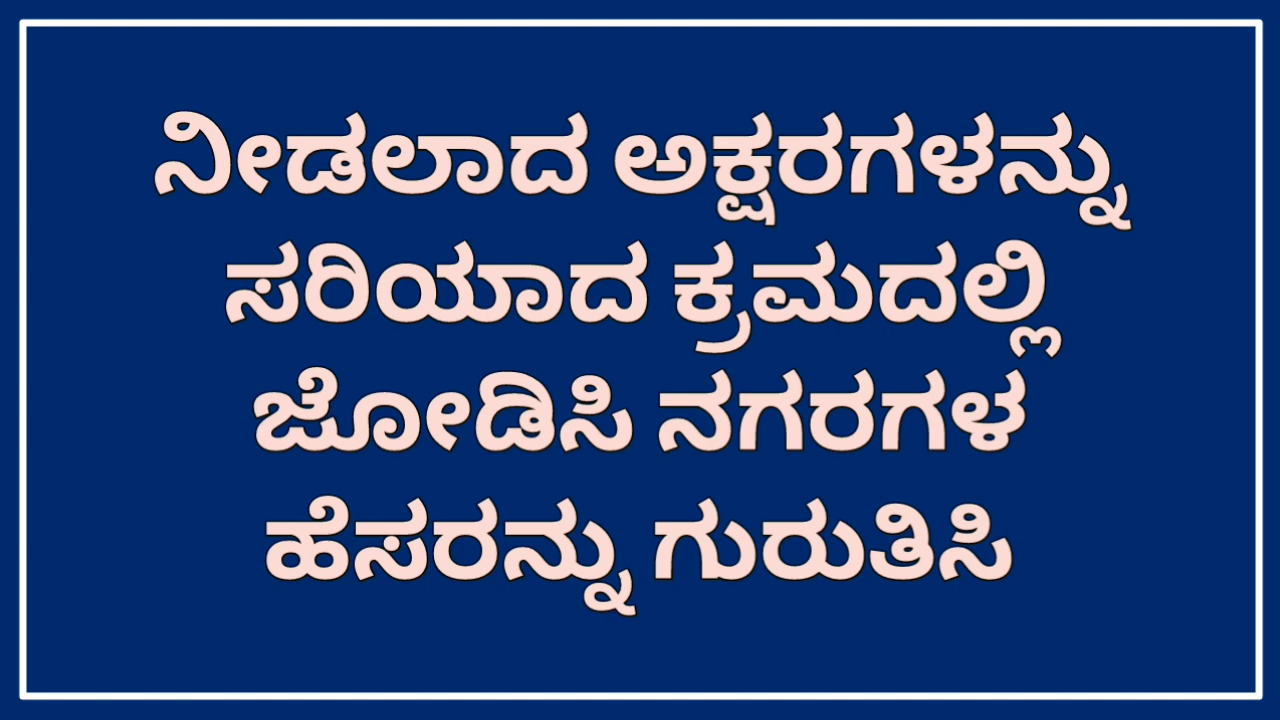 ನೀಡಲಾದ ಅಕ್ಷರಗಳನ್ನು
ಸರಿಯಾದ ಕ್ರಮದಲ್ಲಿ
ಜೋಡಿಸಿ ನಗರಗಳ
ಹೆಸರನ್ನು ಗುರುತಿಸಿ